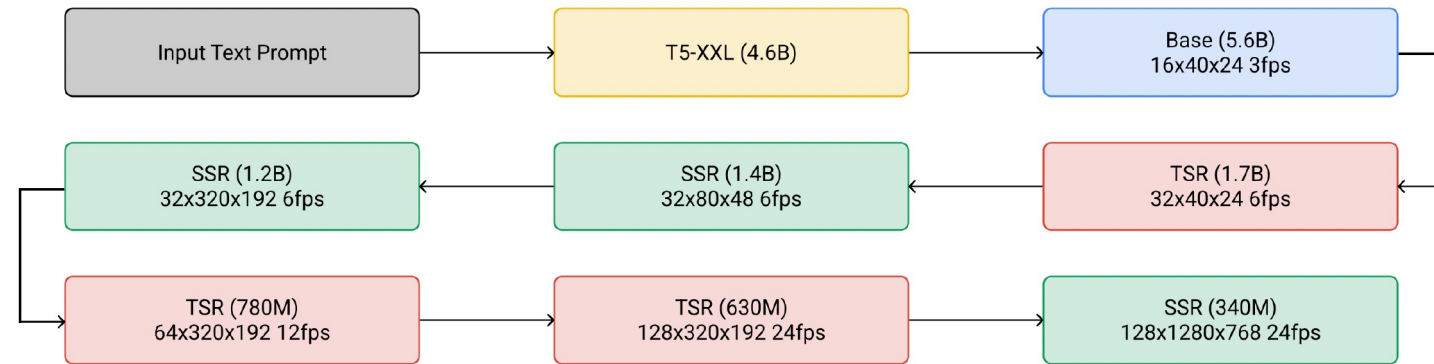 Input Text Prompt
T5-XXL (4.6B)
Base (5.6B)
16x40x24 3fps
TSR (1.7B)
32x40x24 6fps
SSR (1.4B)
32x80x48 6fps
SSR (1.2B)
32x320x192 6fps
TSR (780M)
64x320x192 12fps
TSR (630M)
128x320x192 24fps
SSR (340M)
128x1280x768 24fps